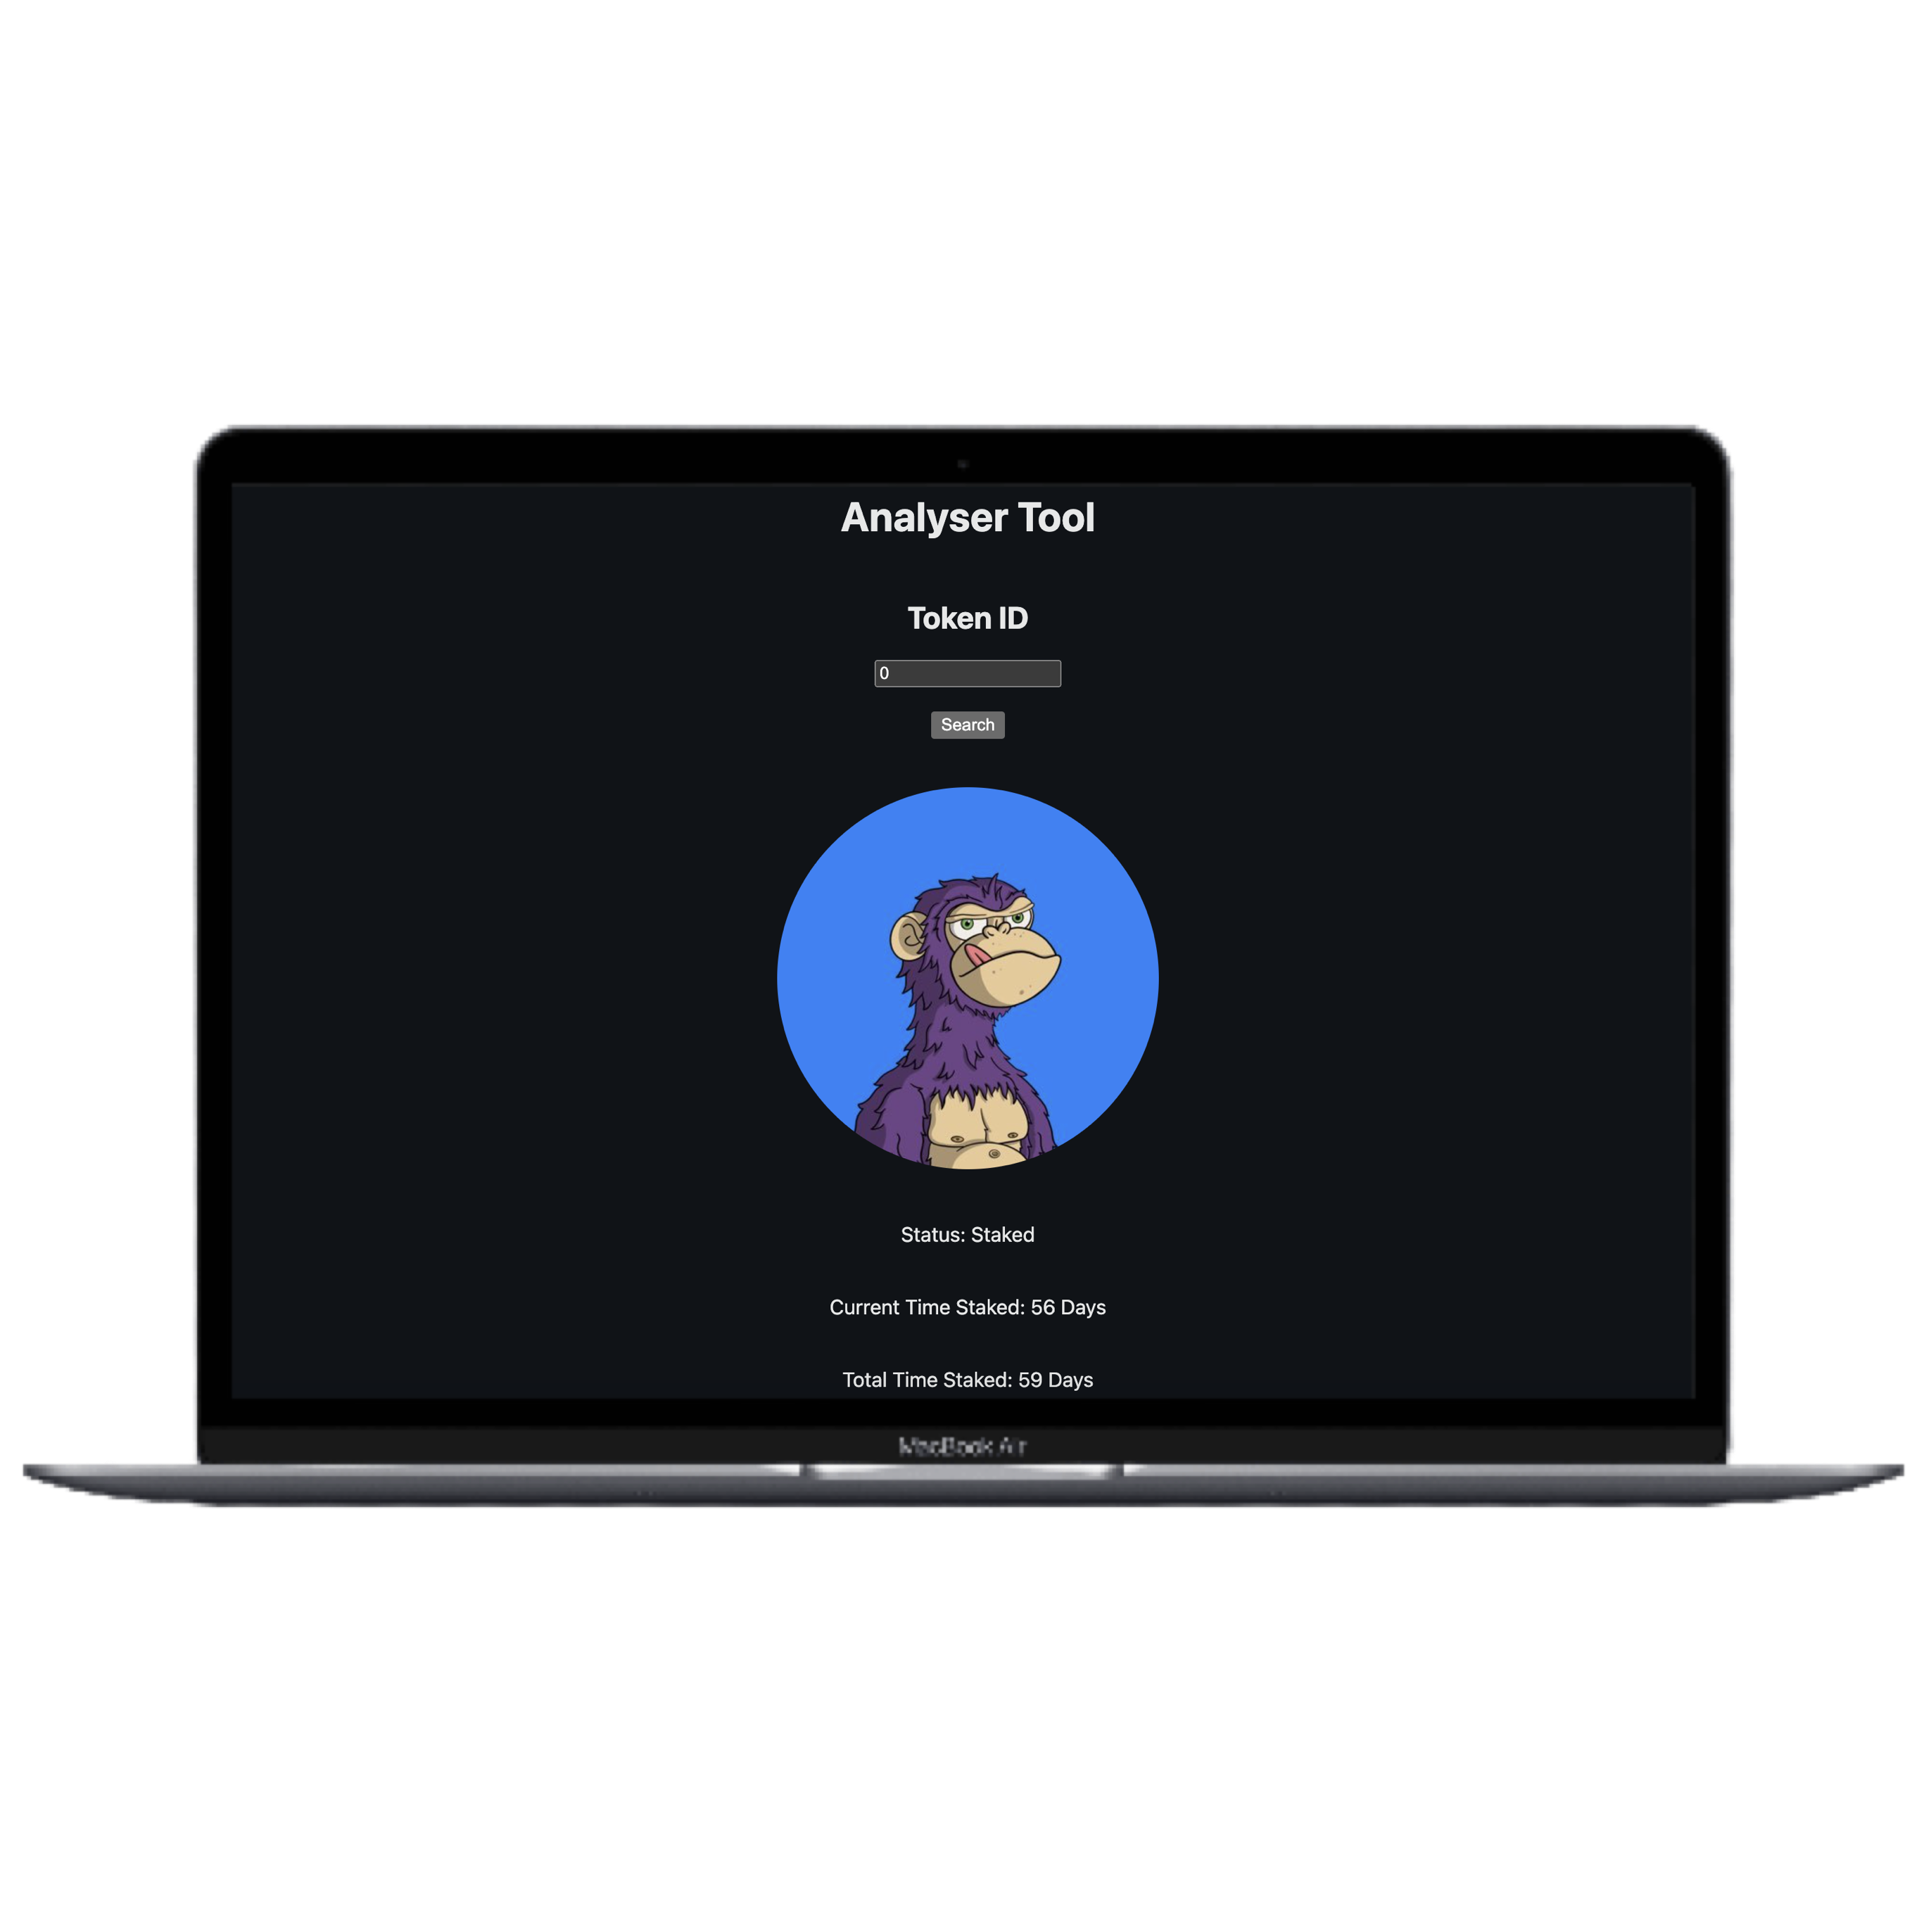 Analyser Tool
Token ID
0
Search
Status: Staked
Current Time Staked: 56 Days
Total Time Staked: 59 Days
MacBook Air